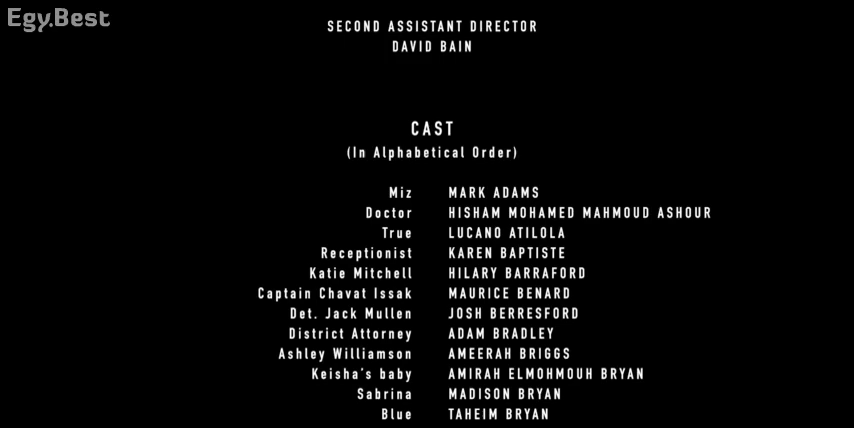 Egy.Best
SECOND ASSISTANT DIRECTOR
DAVID BAIN
CAST
(In Alphabetical Order)
Miz MARK ADAMS
Doctor HISHAM MOHAMED MAHMOUD ASHOUR
True LUCANO ATILOLA
Receptionist KAREN BAPTISTE
Katie Mitchell HILARY BARRAFORD
Captain Chavat Issak MAURICE BENARD
Det. Jack Mullen JOSH BERRESFORD
District Attorney ADAM BRADLEY
Ashley Williamson AMEERAH BRIGGS
Keisha's baby AMIRAH ELMOHMOUH BRYAN
Sabrina MADISON BRYAN
Blue TAHEIM BRYAN